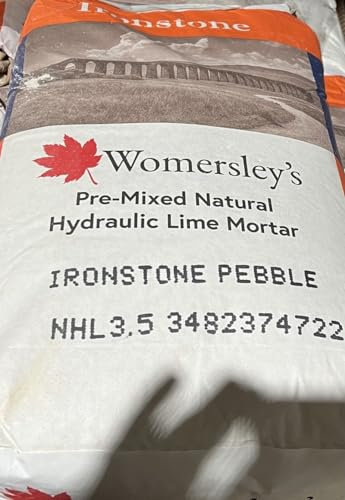 Ironstone
Womersley's
Pre-Mixed Natural
Hydraulic Lime Mortar
IRONSTONE PEBBLE
NHL3.5 3482374722